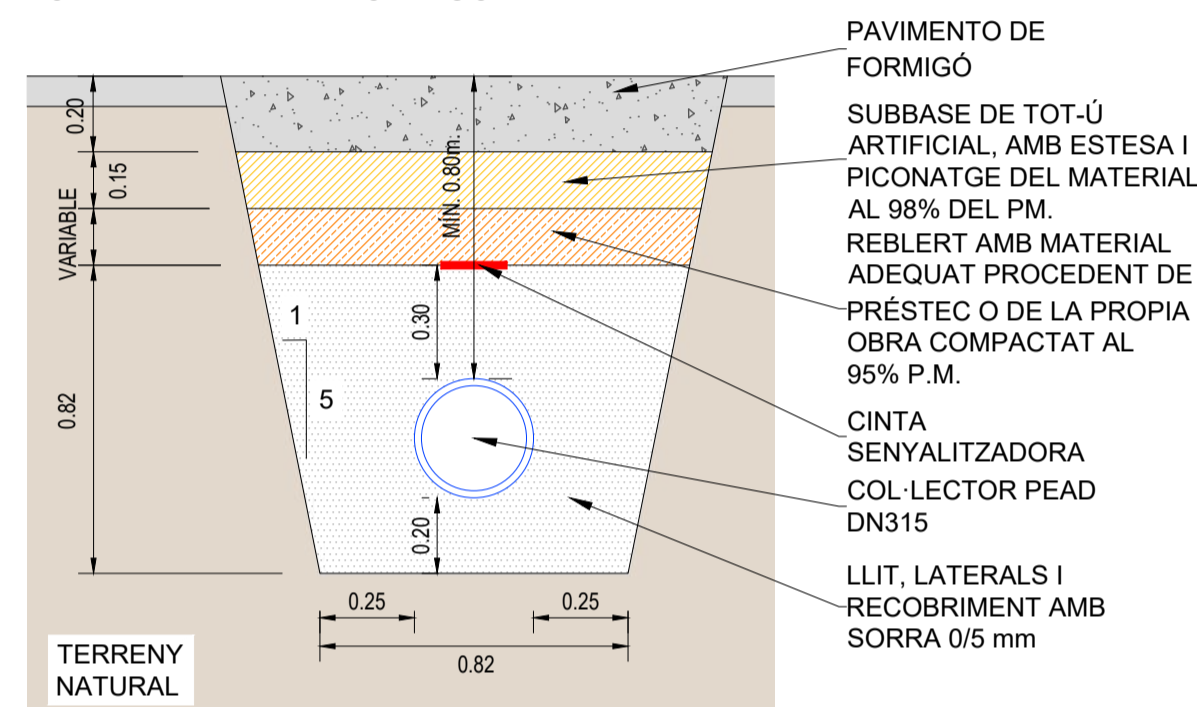 PAVIMENTO DE
FORMIGÓ
SUBBASE DE TOT-Ú
ARTIFICIAL, AMB ESTESA I
PICONATGE DEL MATERIAL
AL 98% DEL PM.
REBLERT AMB MATERIAL
ADEQUAT PROCEDENT DE
PRÉSTEC O DE LA PROPIA
OBRA COMPACTAT AL
95% P.M.
CINTA
SENYALITZADORA
COL·LECTOR PEAD
DN315
LLIT, LATERALS I
RECOBRIMENT AMB
SORRA 0/5 mm
0.20
0.15
VARIABLE
0.82
MÍN. 0.80m.
0.30
1
5
0.20
0.25
0.25
0.82
TERRENY
NATURAL